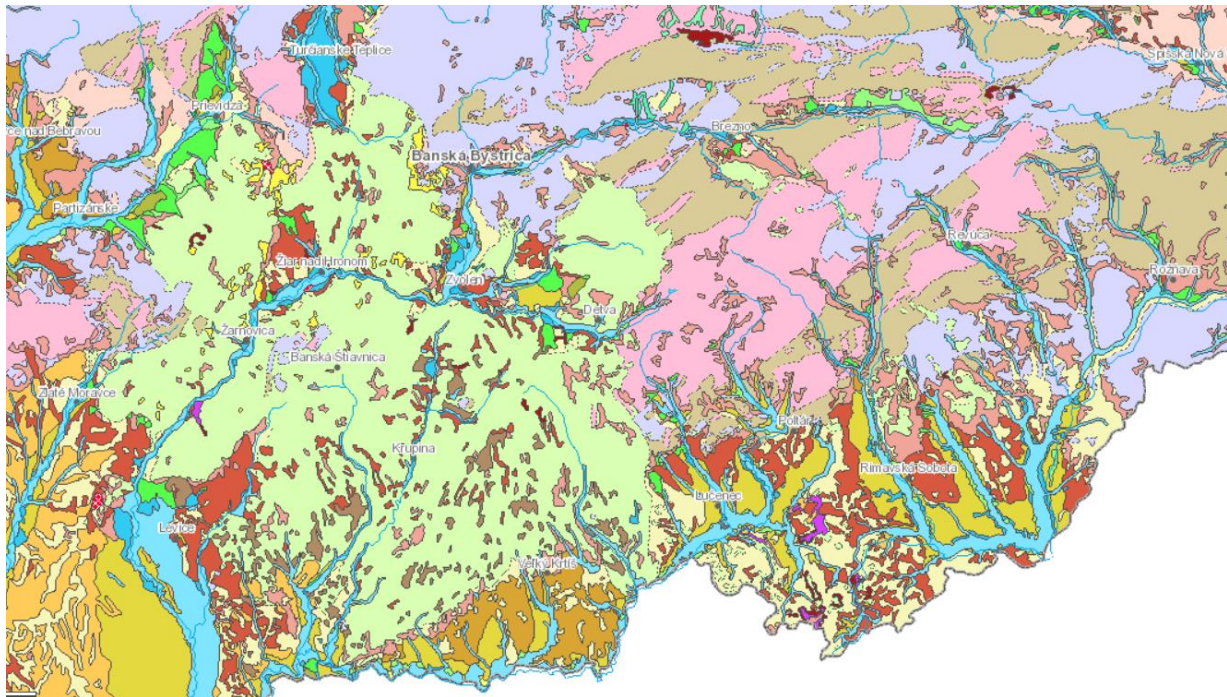 Turčianske Teplice
Spišská Nová
Prievidza
ce nad Bebravou
Brezno
Banská Bystrica
Partizánske
Revúca
Žiar nad Hronom
Zvolen
Rožňava
Detva
Žarnovica
Banská Štiavnica
Zlaté Moravce
Poltár
Krupina
Rimavská Sobota
Lučenec
Levice
Veľký Krtíš